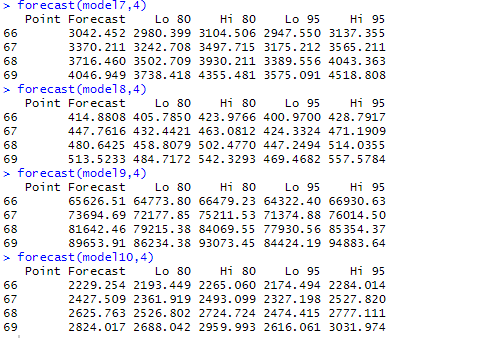 > forecast(model7,4)
Point Forecast Lo 80 Hi 80 Lo 95 Hi 95
66 3042.452 2980.399 3104.506 2947.550 3137.355
67 3370.211 3242.708 3497.715 3175.212 3565.211
68 3716.460 3502.709 3930.211 3389.556 4043.363
69 4046.949 3738.418 4355.481 3575.091 4518.808
> forecast(model8,4)
Point Forecast Lo 80 Hi 80 Lo 95 Hi 95
66 414.8808 405.7850 423.9766 400.9700 428.7917
67 447.7616 432.4421 463.0812 424.3324 471.1909
68 480.6425 458.8079 502.4770 447.2494 514.0355
69 513.5233 484.7172 542.3293 469.4682 557.5784
> forecast(model9,4)
Point Forecast Lo 80 Hi 80 Lo 95 Hi 95
66 65626.51 64773.80 66479.23 64322.40 66930.63
67 73694.69 72177.85 75211.53 71374.88 76014.50
68 81642.46 79215.38 84069.55 77930.56 85354.37
69 89653.91 86234.38 93073.45 84424.19 94883.64
> forecast(model10,4)
Point Forecast Lo 80 Hi 80 Lo 95 Hi 95
66 2229.254 2193.449 2265.060 2174.494 2284.014
67 2427.509 2361.919 2493.099 2327.198 2527.820
68 2625.763 2526.802 2724.724 2474.415 2777.111
69 2824.017 2688.042 2959.993 2616.061 3031.974